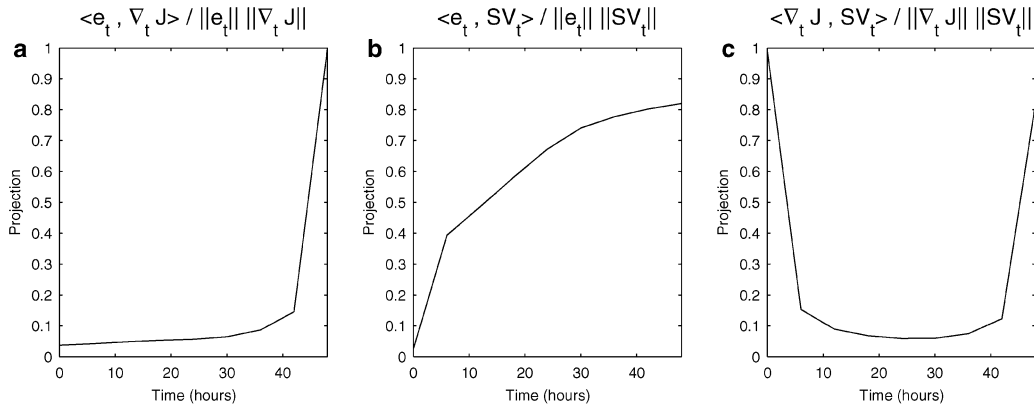 <e_t , ∇_t J> / ||e_t|| ||∇_t J||
a
1
0.9
0.8
0.7
0.6
0.5
0.4
0.3
0.2
0.1
0
Projection
0 10 20 30 40
Time (hours)
<e_t , SV_t> / ||e_t|| ||SV_t||
b
1
0.9
0.8
0.7
0.6
0.5
0.4
0.3
0.2
0.1
0
Projection
0 20 40
Time (hours)
<∇_t J , SV_t> / ||∇_t J|| ||SV_t||
c
1
0.9
0.8
0.7
0.6
0.5
0.4
0.3
0.2
0.1
0
Projection
0 10 20 30 40
Time (hours)